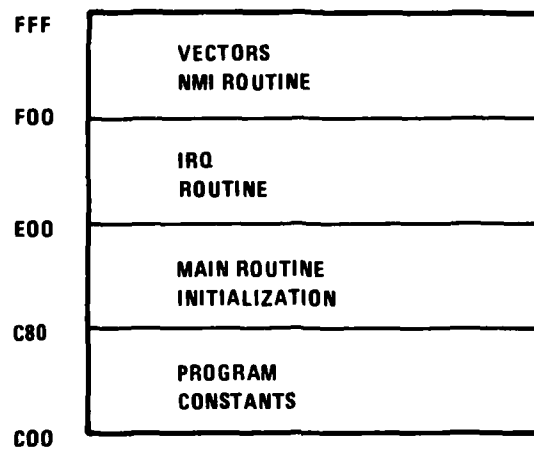 FFF
VECTORS
NMI ROUTINE
F00
IRQ
ROUTINE
E00
MAIN ROUTINE
INITIALIZATION
C80
PROGRAM
CONSTANTS
C00